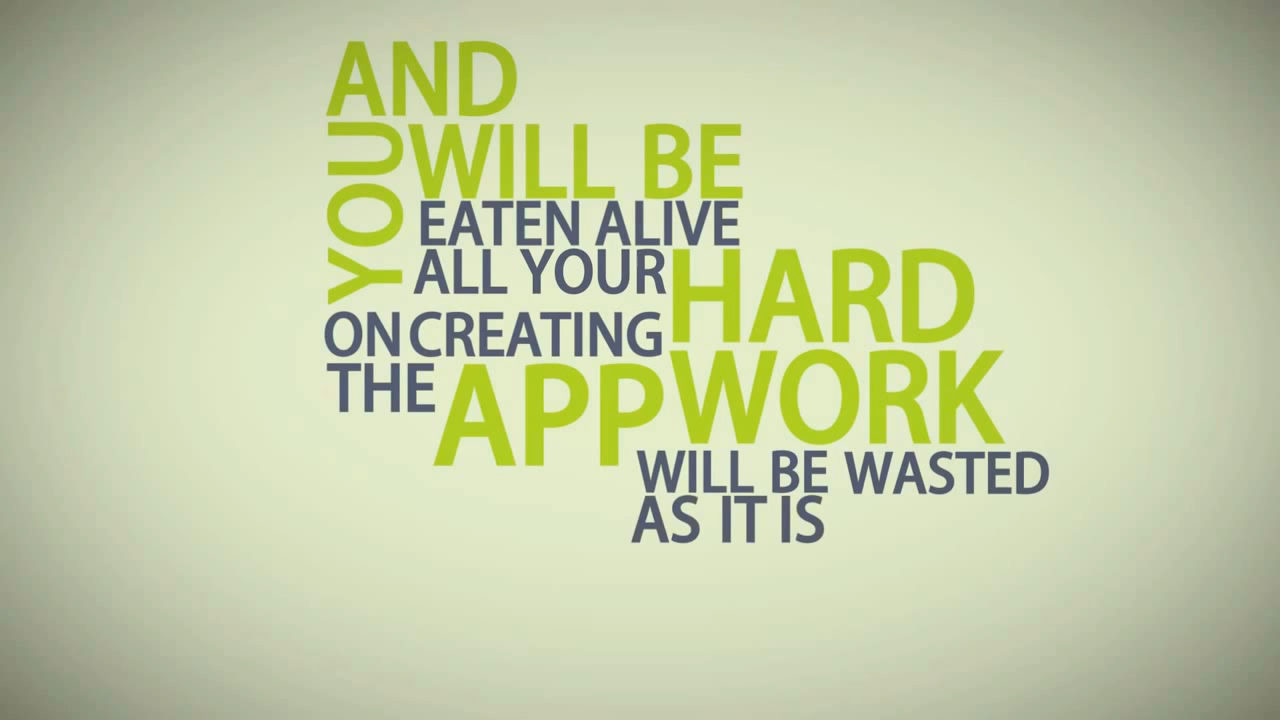 AND
YOU
WILL BE
EATEN ALIVE
ALL YOUR
HARD
WORK
ON CREATING
THE
APP
WILL BE WASTED
AS IT IS